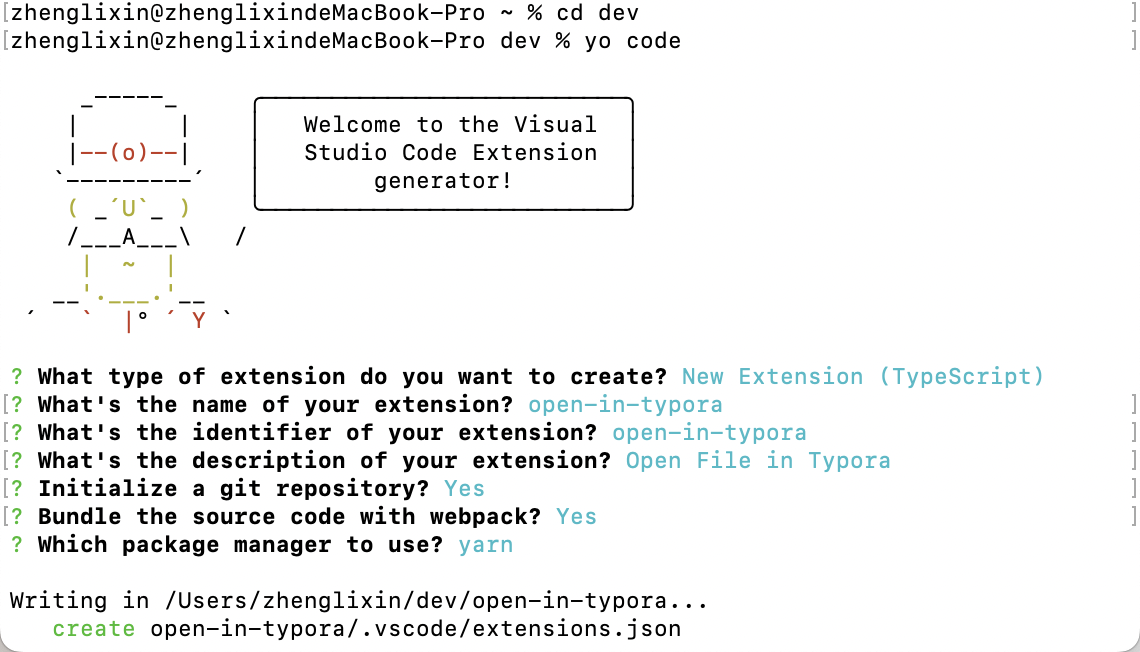 [zhenglixin@zhenglixindeMacBook-Pro ~ % cd dev ]
[zhenglixin@zhenglixindeMacBook-Pro dev % yo code ]
     _-----_     ╭──────────────────────────╮
    |       |    │   Welcome to the Visual  │
    |--(o)--|    │   Studio Code Extension  │
   `---------´   │        generator!        │
    ( _´U`_ )    ╰──────────────────────────╯
    /___A___\   /
     |  ~  |
   __'.___.'__
 ´   `  |° ´ Y `
? What type of extension do you want to create? New Extension (TypeScript)
[? What's the name of your extension? open-in-typora ]
[? What's the identifier of your extension? open-in-typora ]
[? What's the description of your extension? Open File in Typora ]
[? Initialize a git repository? Yes ]
[? Bundle the source code with webpack? Yes ]
? Which package manager to use? yarn
Writing in /Users/zhenglixin/dev/open-in-typora...
   create open-in-typora/.vscode/extensions.json